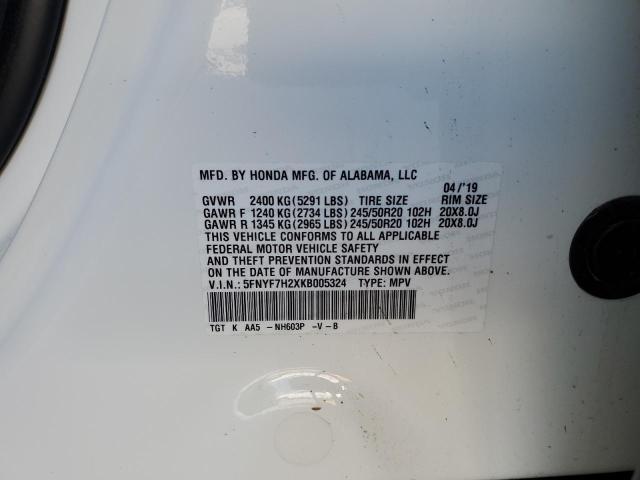 MFD. BY HONDA MFG. OF ALABAMA, LLC
04/'19
GVWR 2400 KG(5291 LBS) TIRE SIZE RIM SIZE
GAWR F 1240 KG(2734 LBS) 245/50R20 102H 20X8.0J
GAWR R 1345 KG(2965 LBS) 245/50R20 102H 20X8.0J
THIS VEHICLE CONFORMS TO ALL APPLICABLE
FEDERAL MOTOR VEHICLE SAFETY
AND THEFT PREVENTION STANDARDS IN EFFECT
ON THE DATE OF MANUFACTURE SHOWN ABOVE.
V.I.N.: 5FNYF7H2XKB005324 TYPE: MPV
TGT K AA5 -NH603P -V-B